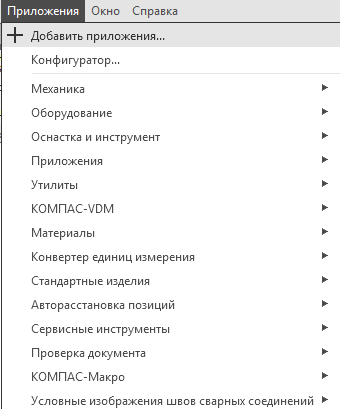 Приложения Окно Справка
Добавить приложения...
Конфигуратор...
Механика
Оборудование
Оснастка и инструмент
Приложения
Утилиты
КОМПАС-VDM
Материалы
Конвертер единиц измерения
Стандартные изделия
Авторасстановка позиций
Сервисные инструменты
Проверка документа
КОМПАС-Макро
Условные изображения швов сварных соединений